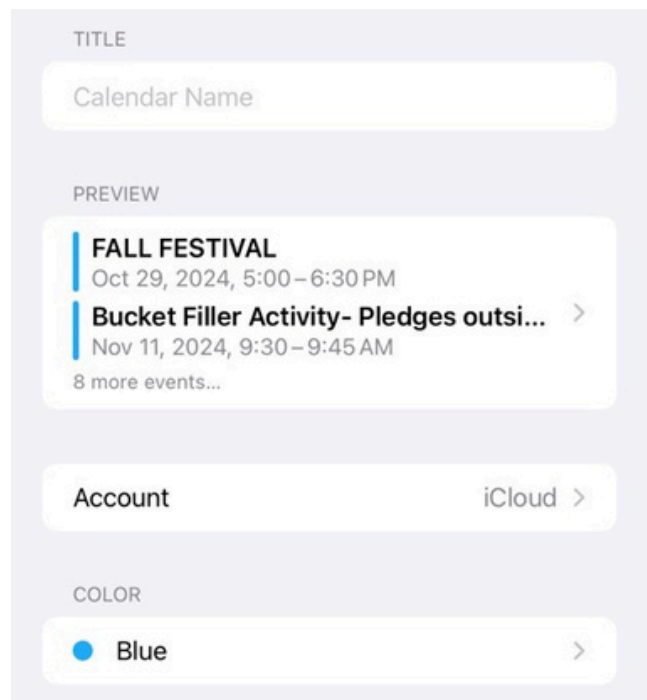 TITLE
Calendar Name
PREVIEW
FALL FESTIVAL
Oct 29, 2024, 5:00–6:30 PM
Bucket Filler Activity- Pledges outsi...
Nov 11, 2024, 9:30–9:45 AM
8 more events...
Account iCloud
COLOR
Blue